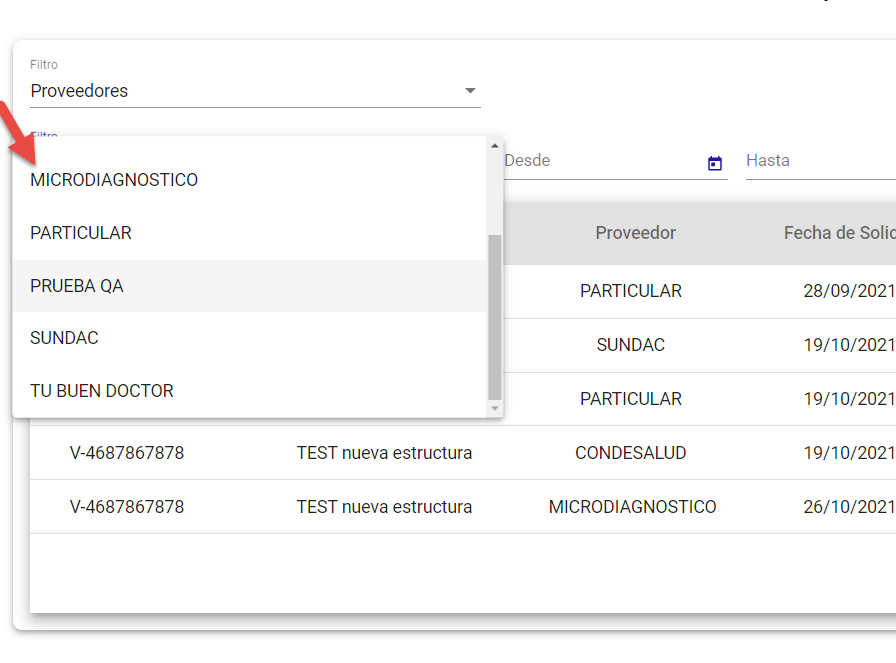 Filtro
Proveedores
Filtro
MICRODIAGNOSTICO
PARTICULAR
PRUEBA QA
SUNDAC
TU BUEN DOCTOR
Desde
Hasta
Proveedor Fecha de Solic
PARTICULAR 28/09/2021
SUNDAC 19/10/2021
PARTICULAR 19/10/2021
V-4687867878 TEST nueva estructura CONDESALUD 19/10/2021
V-4687867878 TEST nueva estructura MICRODIAGNOSTICO 26/10/2021